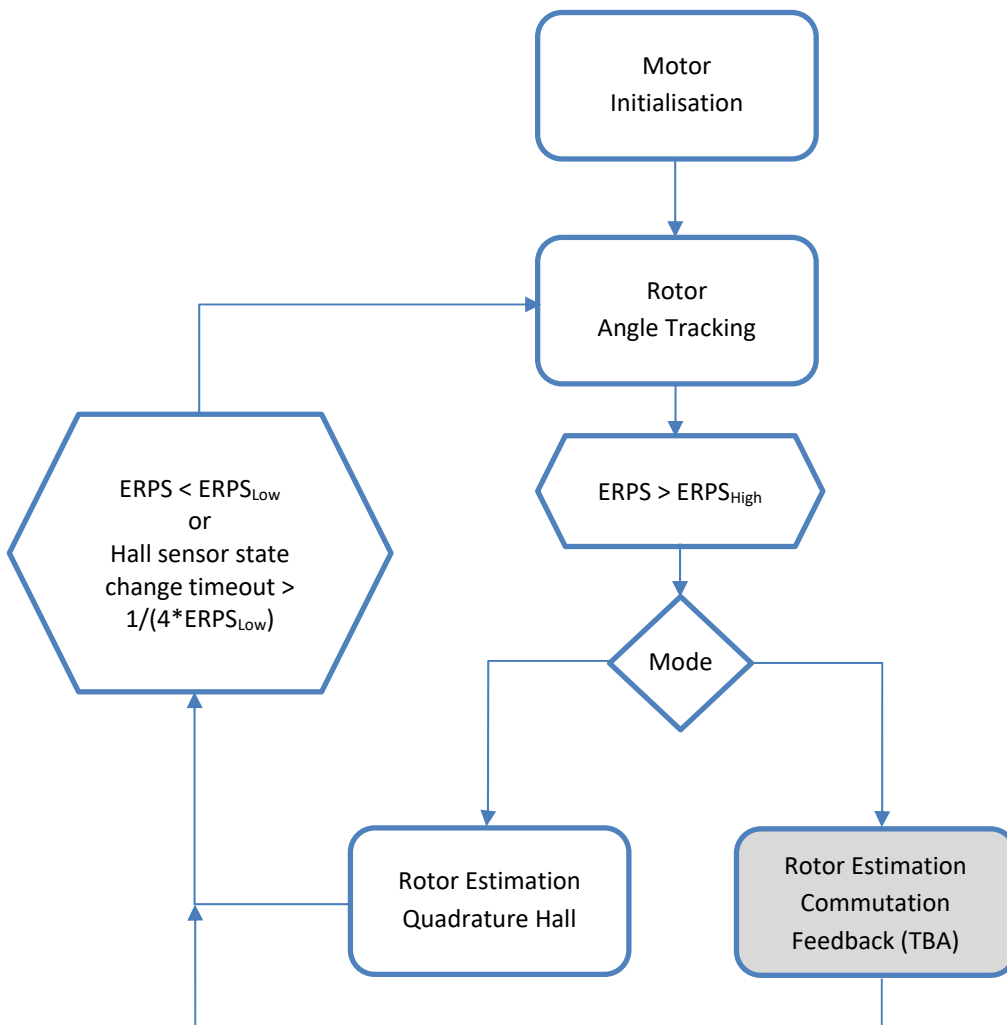 Motor
Initialisation
Rotor
Angle Tracking
ERPS < ERPSLow
or
Hall sensor state
change timeout >
1/(4*ERPSLow)
ERPS > ERPSHigh
Mode
Rotor Estimation
Quadrature Hall
Rotor Estimation
Commutation
Feedback (TBA)